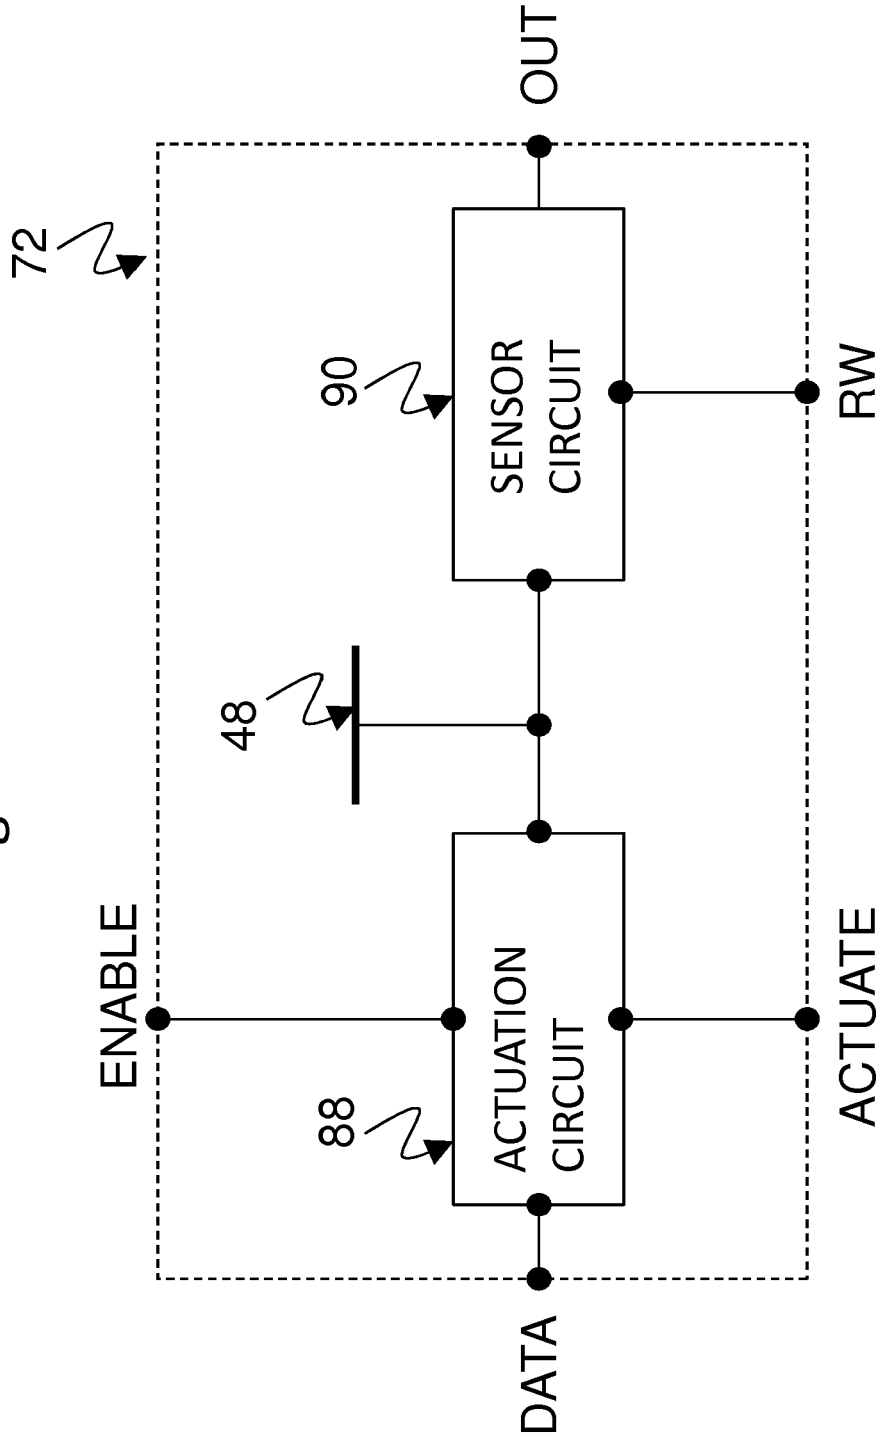 72
ENABLE
48
88
90
ACTUATION
CIRCUIT
SENSOR
CIRCUIT
DATA
OUT
ACTUATE
RW